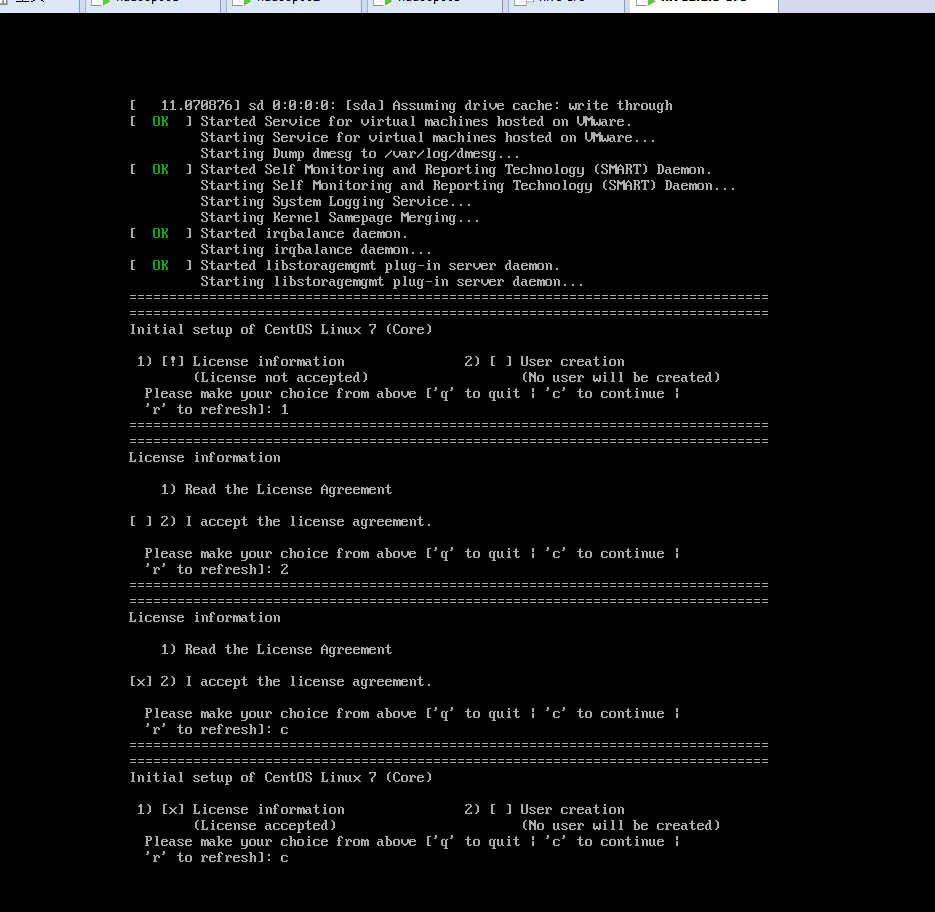 [   11.070876] sd 0:0:0:0: [sda] Assuming drive cache: write through
[  OK  ] Started Service for virtual machines hosted on VMware.
         Starting Service for virtual machines hosted on VMware...
         Starting Dump dmesg to /var/log/dmesg...
[  OK  ] Started Self Monitoring and Reporting Technology (SMART) Daemon.
         Starting Self Monitoring and Reporting Technology (SMART) Daemon...
         Starting System Logging Service...
         Starting Kernel Samepage Merging...
[  OK  ] Started irqbalance daemon.
         Starting irqbalance daemon...
[  OK  ] Started libstoragemgmt plug-in server daemon.
         Starting libstoragemgmt plug-in server daemon...
================================================================================
================================================================================
Initial setup of CentOS Linux 7 (Core)
 1) [!] License information               2) [ ] User creation
        (License not accepted)                   (No user will be created)
  Please make your choice from above ['q' to quit | 'c' to continue |
  'r' to refresh]: 1
================================================================================
================================================================================
License information
    1) Read the License Agreement
[ ] 2) I accept the license agreement.
  Please make your choice from above ['q' to quit | 'c' to continue |
  'r' to refresh]: 2
================================================================================
================================================================================
License information
    1) Read the License Agreement
[x] 2) I accept the license agreement.
  Please make your choice from above ['q' to quit | 'c' to continue |
  'r' to refresh]: c
================================================================================
================================================================================
Initial setup of CentOS Linux 7 (Core)
 1) [x] License information               2) [ ] User creation
        (License accepted)                       (No user will be created)
  Please make your choice from above ['q' to quit | 'c' to continue |
  'r' to refresh]: c